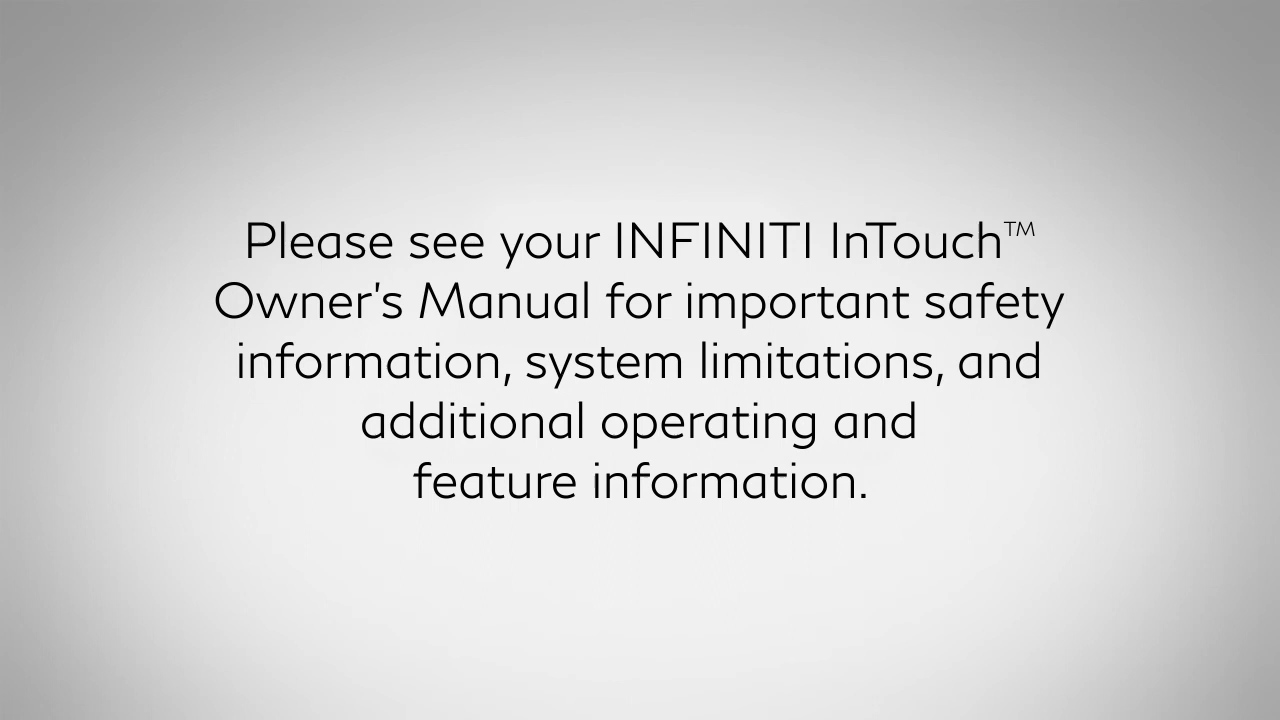 Please see your INFINITI InTouch™
Owner's Manual for important safety
information, system limitations, and
additional operating and
feature information.